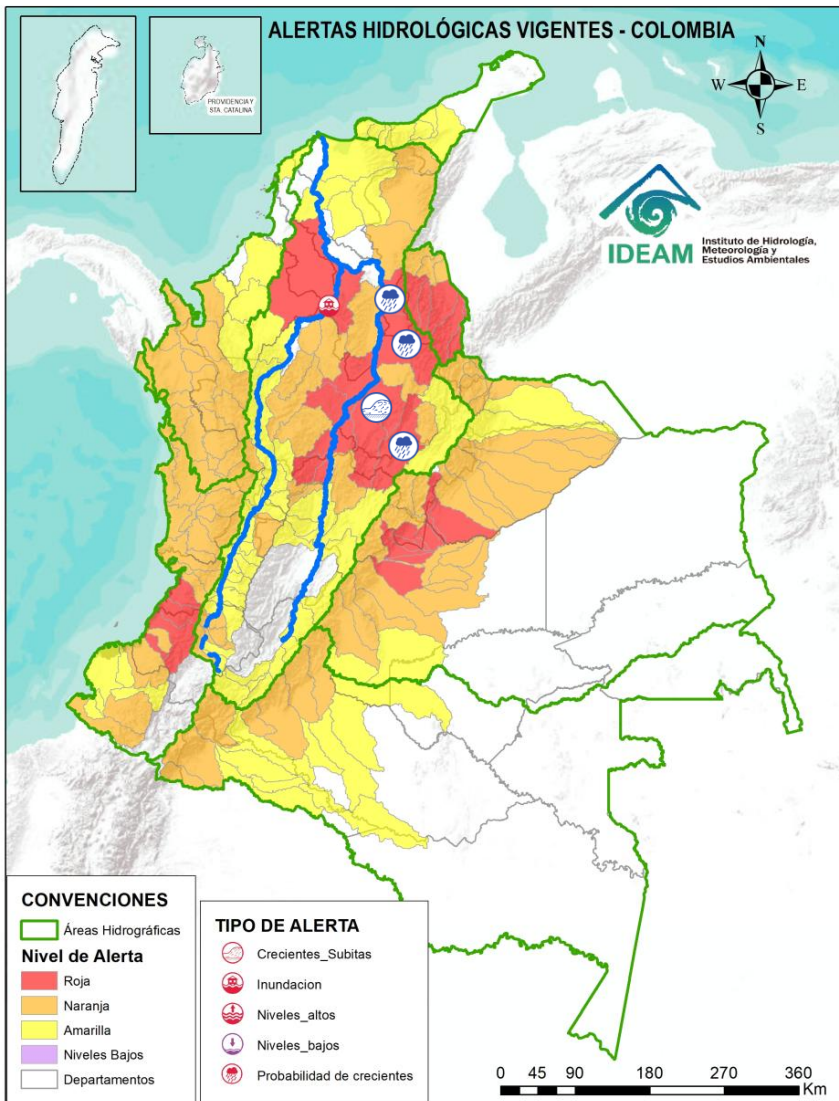 ALERTAS HIDROLÓGICAS VIGENTES - COLOMBIA
PROVIDENCIA Y
STA. CATALINA
N
W
E
S
IDEAM
Instituto de Hidrología,
Meteorología y
Estudios Ambientales
CONVENCIONES
Áreas Hidrográficas
Nivel de Alerta
Roja
Naranja
Amarilla
Niveles Bajos
Departamentos
TIPO DE ALERTA
Crecientes_Subitas
Inundacion
Niveles_altos
Niveles_bajos
Probabilidad de crecientes
0 45 90 180 270 360
Km